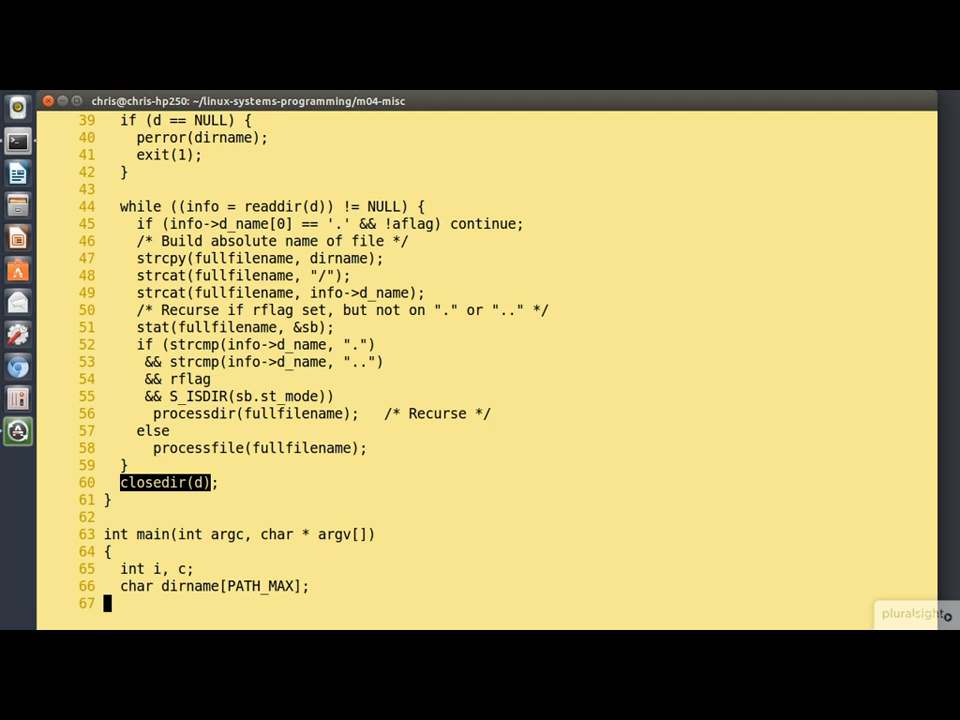 chris@chris-hp250: ~/linux-systems-programming/m04-misc
39   if (d == NULL) {
40     perror(dirname);
41     exit(1);
42   }
43
44   while ((info = readdir(d)) != NULL) {
45     if (info->d_name[0] == '.' && !aflag) continue;
46     /* Build absolute name of file */
47     strcpy(fullfilename, dirname);
48     strcat(fullfilename, "/");
49     strcat(fullfilename, info->d_name);
50     /* Recurse if rflag set, but not on "." or ".." */
51     stat(fullfilename, &sb);
52     if (strcmp(info->d_name, ".")
53      && strcmp(info->d_name, "..")
54      && rflag
55      && S_ISDIR(sb.st_mode))
56       processdir(fullfilename);   /* Recurse */
57     else
58       processfile(fullfilename);
59   }
60   closedir(d);
61 }
62
63 int main(int argc, char * argv[])
64 {
65   int i, c;
66   char dirname[PATH_MAX];
67
pluralsight